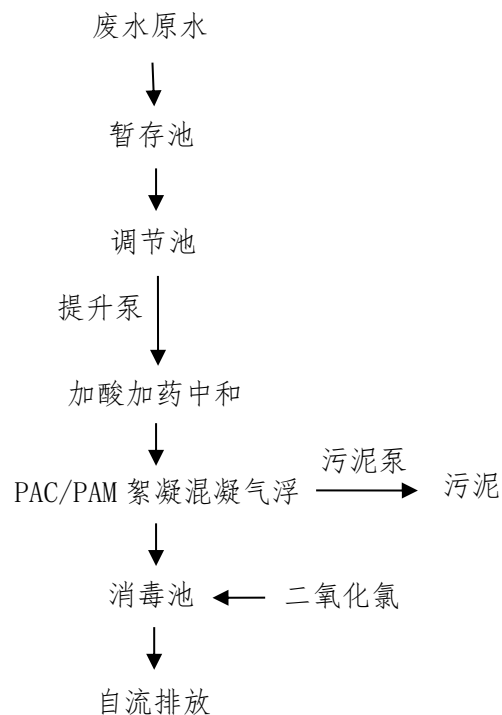 废水原水
暂存池
调节池
提升泵
加酸加药中和
污泥泵
PAC/PAM 絮凝混凝气浮
污泥
消毒池
二氧化氯
自流排放